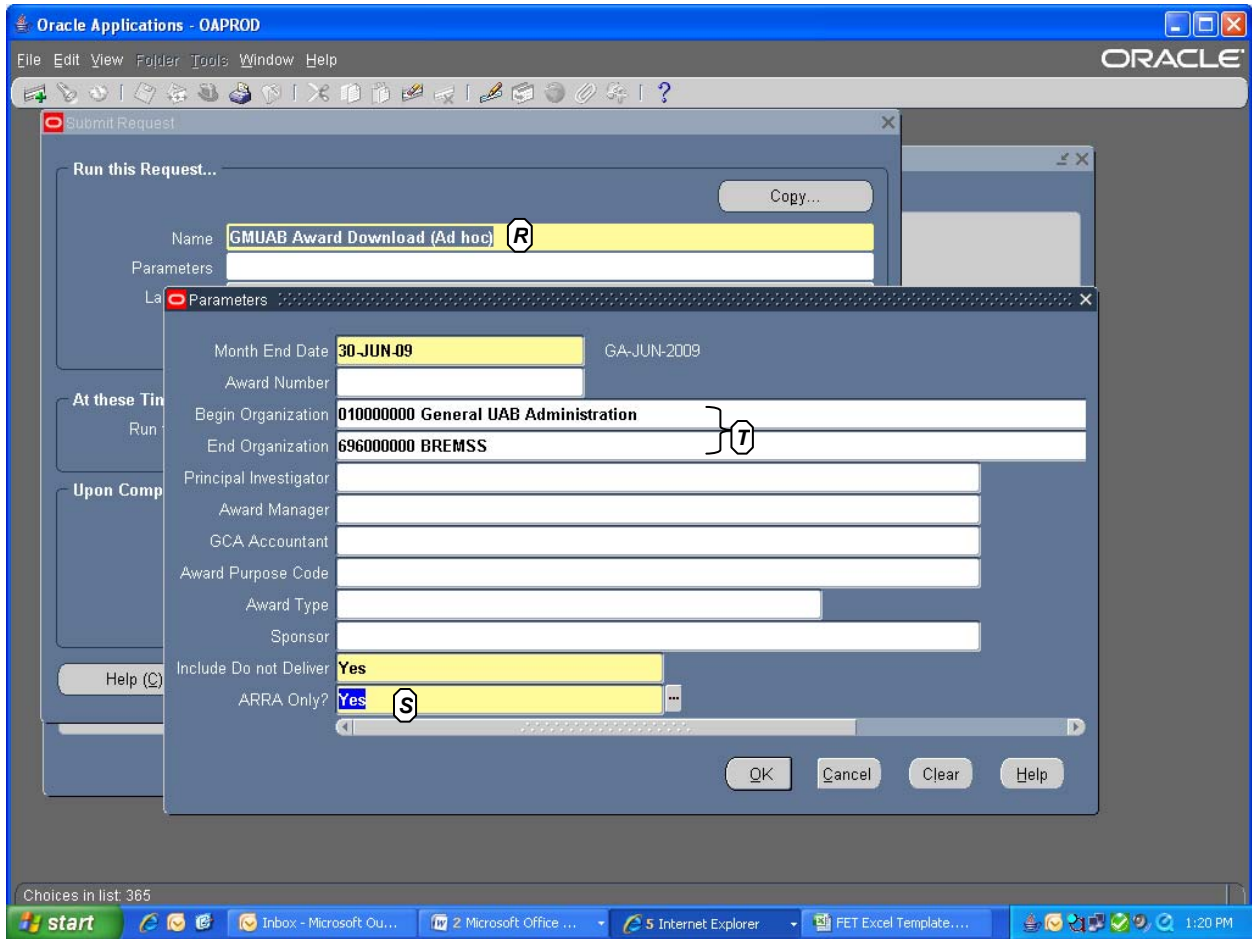 Oracle Applications - OAPROD
File Edit View Folder Tools Window Help
ORACLE
Submit Request
Run this Request...
Copy...
Name GMUAB Award Download (Ad hoc) R
Parameters
La
Parameters
Month End Date 30-JUN-09 GA-JUN-2009
Award Number
At these Tin
Begin Organization 010000000 General UAB Administration
Run
T
End Organization 696000000 BREMSS
Principal Investigator
Upon Comp
Award Manager
GCA Accountant
Award Purpose Code
Award Type
Sponsor
Include Do not Deliver Yes
Help (C)
ARRA Only? Yes S
OK Cancel Clear Help
Choices in list: 365
start Inbox - Microsoft Ou... 2 Microsoft Office ... 5 Internet Explorer FET Excel Template.... 1:20 PM